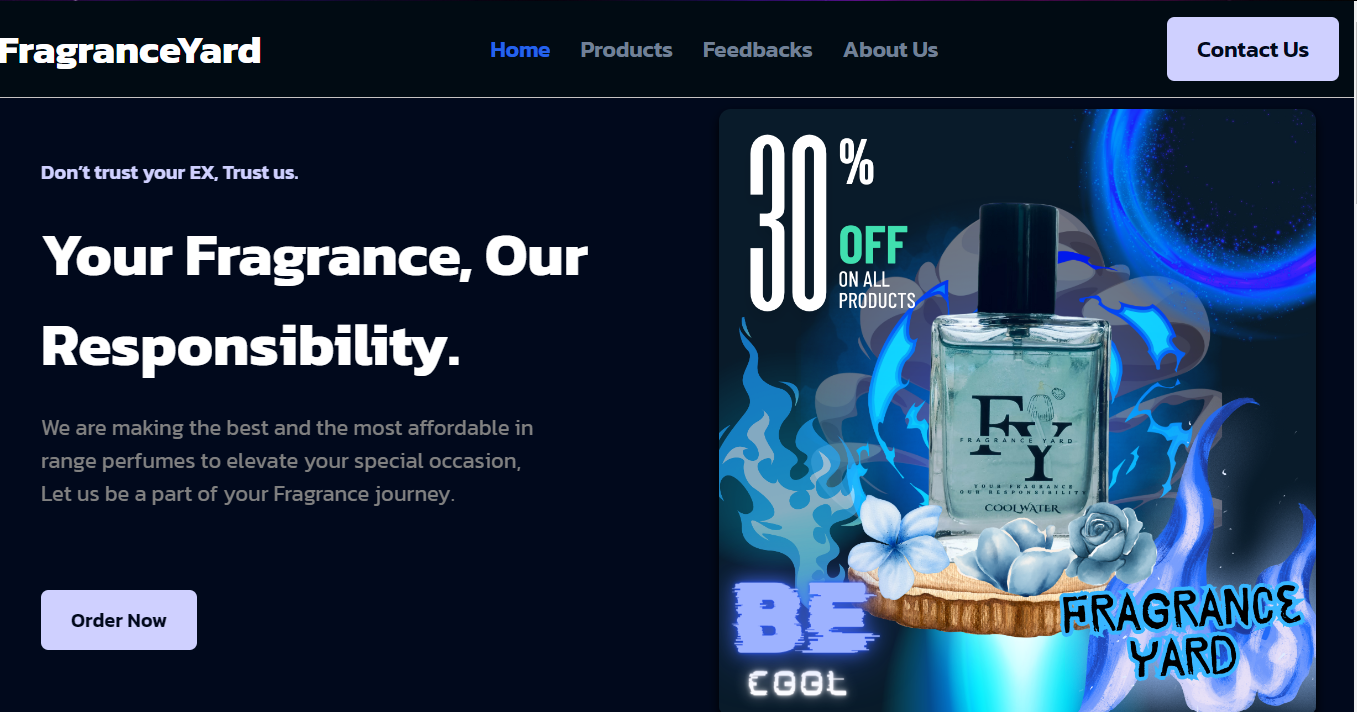 FragranceYard
Home Products Feedbacks About Us
Contact Us
Don't trust your EX, Trust us.
Your Fragrance, Our
Responsibility.
We are making the best and the most affordable in
range perfumes to elevate your special occasion,
Let us be a part of your Fragrance journey.
Order Now
30%
OFF
ON ALL
PRODUCTS
FY
FRAGRANCE YARD
YOUR FRAGRANCE
OUR RESPONSIBILITY
COOL WATER
BE
COOL
FRAGRANCE
YARD